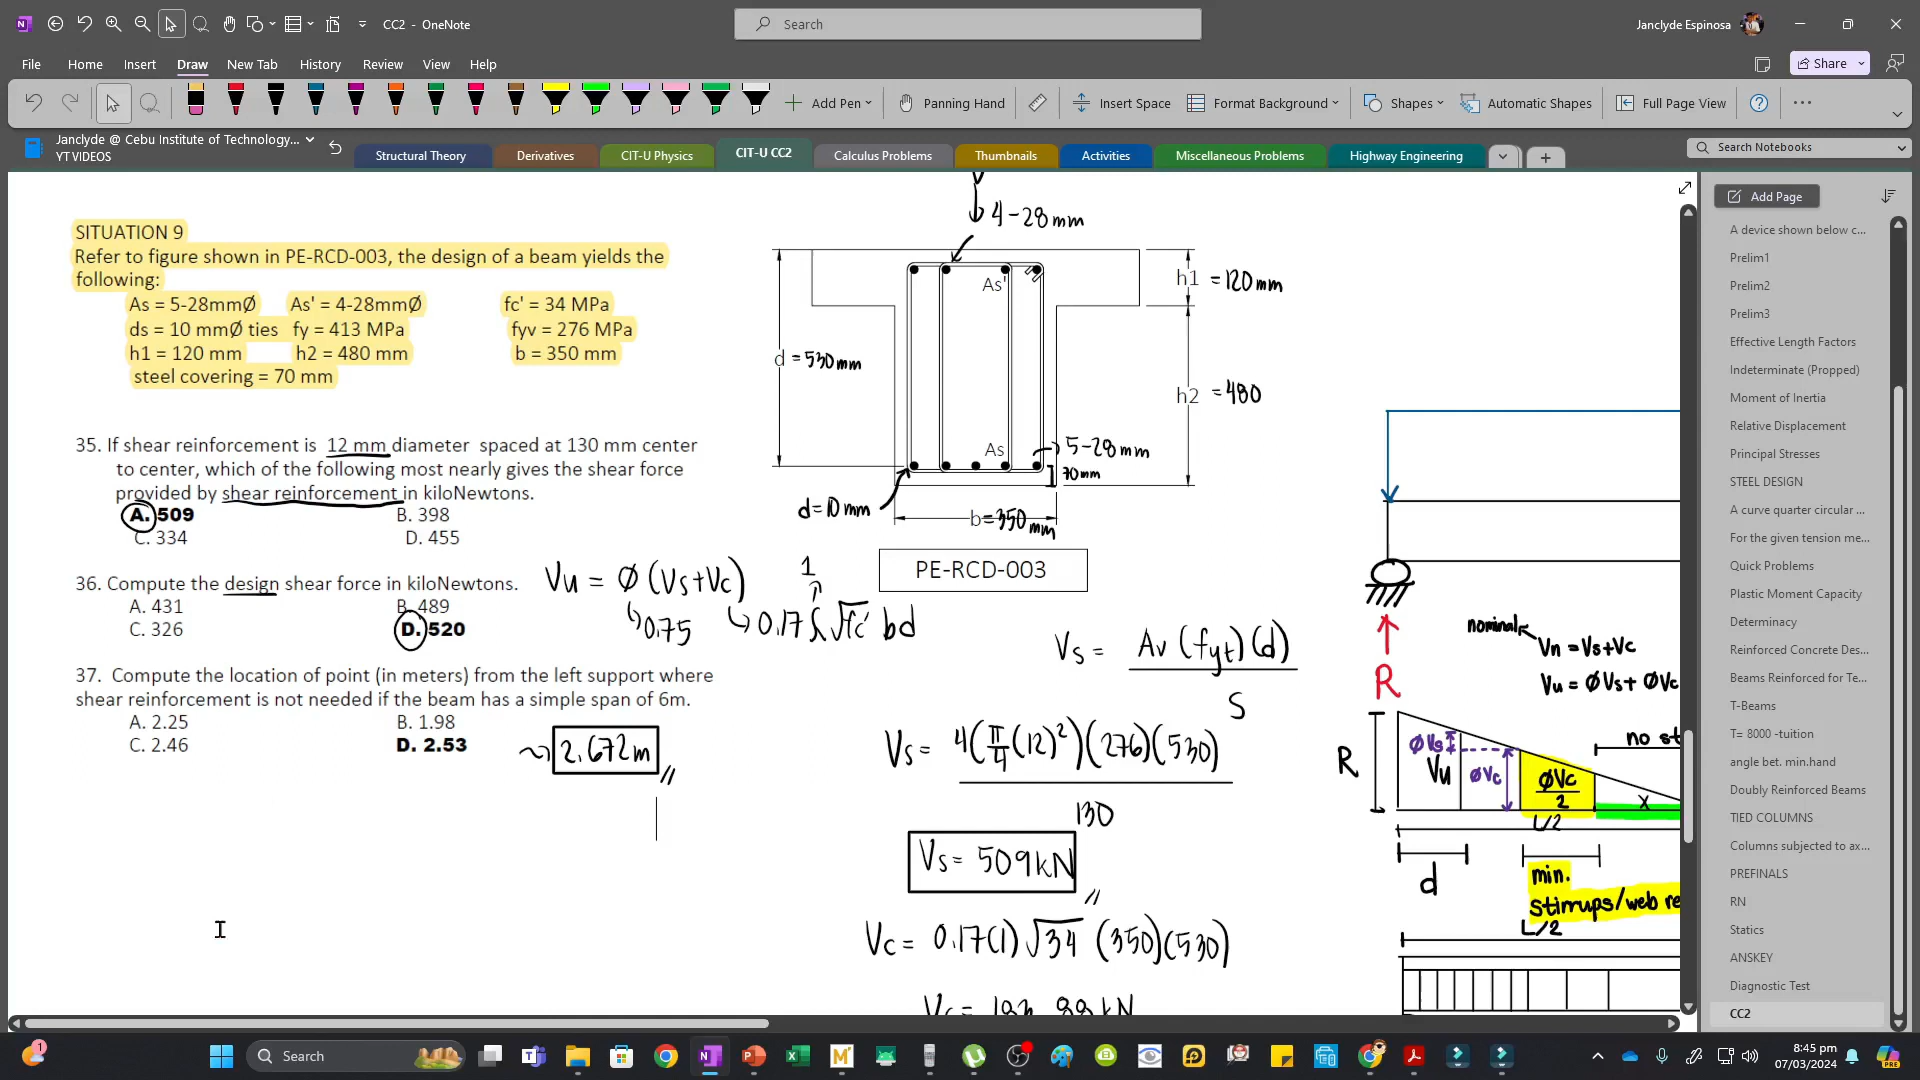 CC2 - OneNote
Search
Janclyde Espinosa
File Home Insert Draw New Tab History Review View Help
Share
Add Pen
Panning Hand
Insert Space
Format Background
Shapes
Automatic Shapes
Full Page View
Janclyde @ Cebu Institute of Technology...
YT VIDEOS
Structural Theory
Derivatives
CIT-U Physics
CIT-U CC2
Calculus Problems
Thumbnails
Activities
Miscellaneous Problems
Highway Engineering
Search Notebooks
SITUATION 9
Refer to figure shown in PE-RCD-003, the design of a beam yields the
following:
As = 5-28mmØ As' = 4-28mmØ fc' = 34 MPa
ds = 10 mmØ ties fy = 413 MPa fyv = 276 MPa
h1 = 120 mm h2 = 480 mm b = 350 mm
steel covering = 70 mm
35. If shear reinforcement is 12 mm diameter spaced at 130 mm center
to center, which of the following most nearly gives the shear force
provided by shear reinforcement in kiloNewtons.
A. 509 B. 398
C. 334 D. 455
36. Compute the design shear force in kiloNewtons.
A. 431 B. 489
C. 326 D. 520
37. Compute the location of point (in meters) from the left support where
shear reinforcement is not needed if the beam has a simple span of 6m.
A. 2.25 B. 1.98
C. 2.46 D. 2.53
2.672m
Vu = Ø (Vs+Vc)
0.75
1
0.17 λ √fc' bd
4-28mm
As'
h1 = 120mm
d = 530mm
h2 = 480
As
5-28mm
70mm
d=10mm
b=350mm
PE-RCD-003
Vs = Av (fyt)(d)
S
Vs = 4(π/4 (12)²)(276)(530)
130
Vs = 509kN
Vc = 0.17(1)√34 (350)(530)
R
nominal
Vn = Vs+Vc
Vu = ØVs + ØVc
R
ØVs
Vu
ØVc
ØVc
2
no st
x
L/2
d
min.
stirrups/web re
L/2
Add Page
A device shown below c...
Prelim1
Prelim2
Prelim3
Effective Length Factors
Indeterminate (Propped)
Moment of Inertia
Relative Displacement
Principal Stresses
STEEL DESIGN
A curve quarter circular ...
For the given tension me...
Quick Problems
Plastic Moment Capacity
Determinacy
Reinforced Concrete Des...
Beams Reinforced for Te...
T-Beams
T= 8000 -tuition
angle bet. min.hand
Doubly Reinforced Beams
TIED COLUMNS
Columns subjected to ax...
PREFINALS
RN
Statics
ANSKEY
Diagnostic Test
CC2
1
Search
8:45 pm
07/03/2024